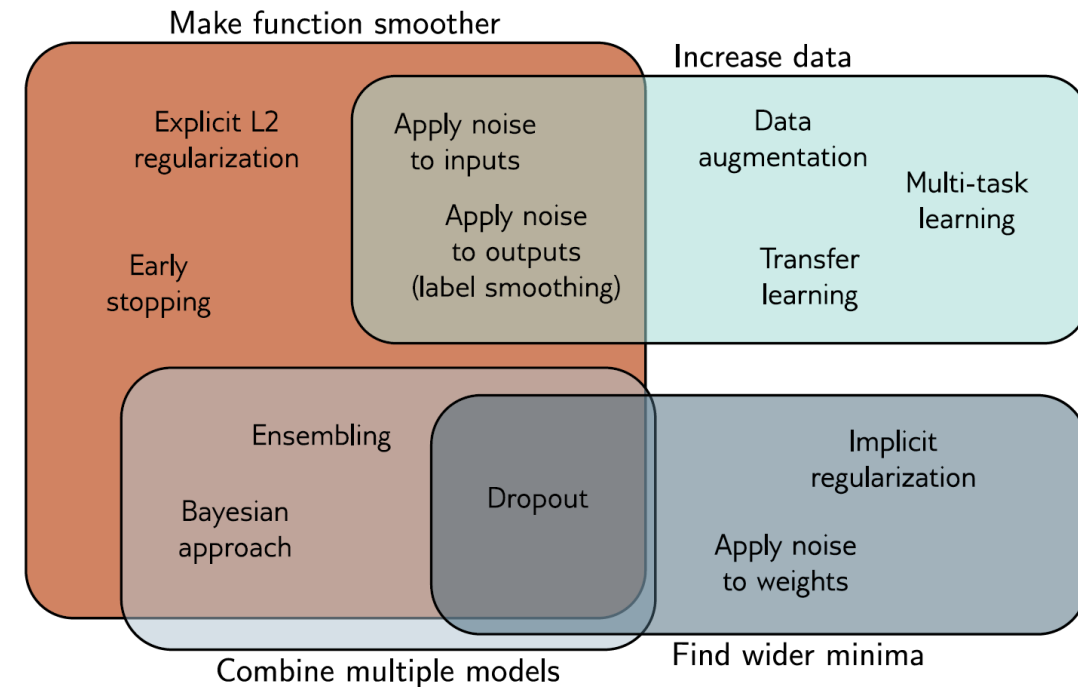 Make function smoother
Increase data
Explicit L2
regularization
Apply noise
to inputs
Data
augmentation
Multi-task
learning
Apply noise
to outputs
(label smoothing)
Early
stopping
Transfer
learning
Ensembling
Implicit
regularization
Bayesian
approach
Dropout
Apply noise
to weights
Combine multiple models
Find wider minima